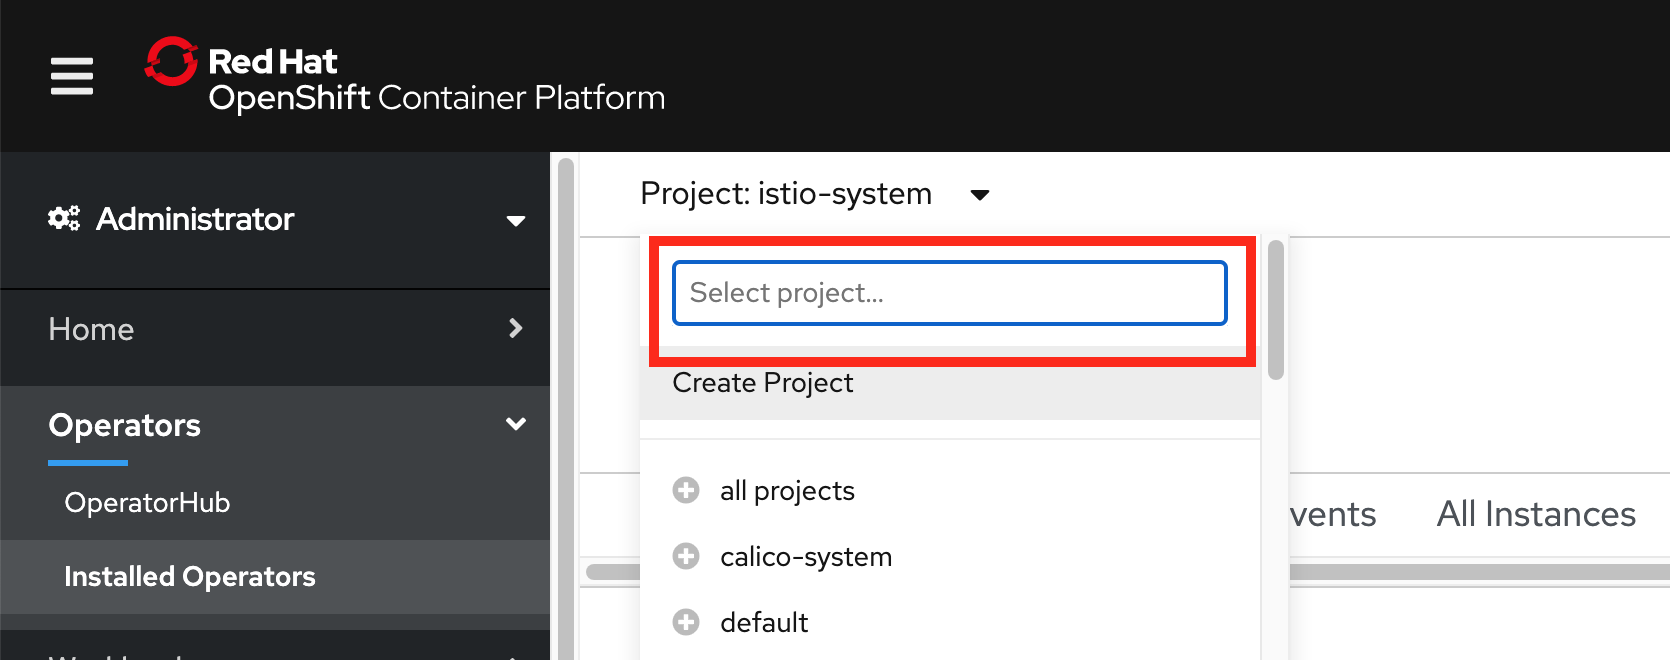 Red Hat
OpenShift Container Platform
Administrator
Home
Operators
OperatorHub
Installed Operators
Project: istio-system
Select project...
Create Project
all projects
calico-system
default
vents
All Instances